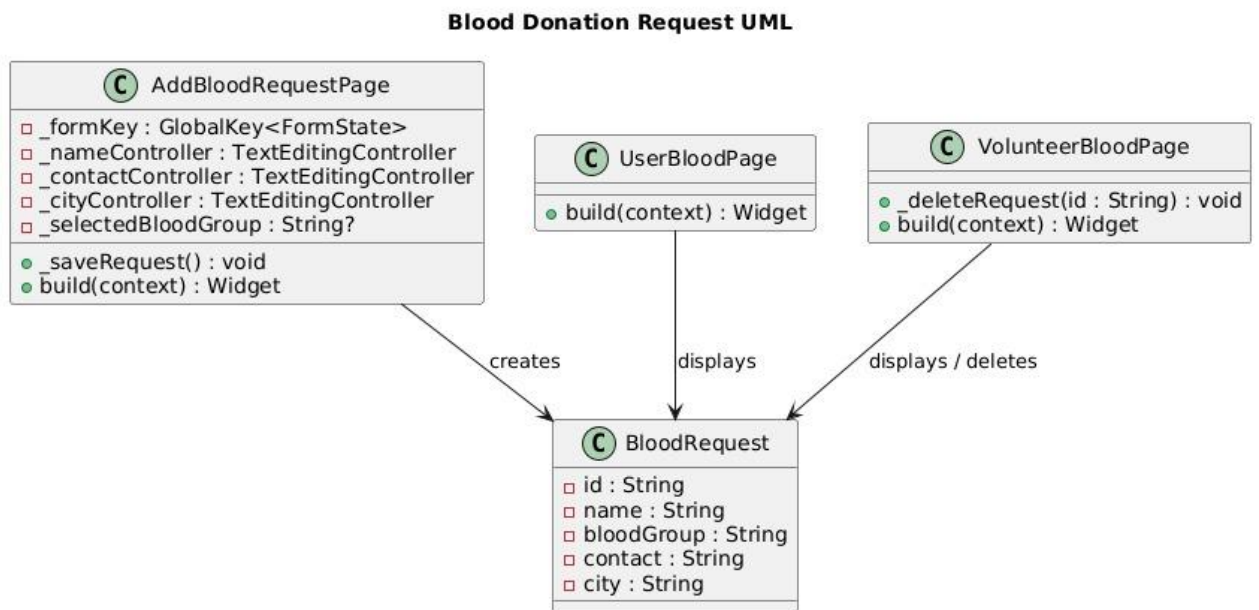 Blood Donation Request UML
C AddBloodRequestPage
_formKey : GlobalKey<FormState>
_nameController : TextEditingController
_contactController : TextEditingController
_cityController : TextEditingController
_selectedBloodGroup : String?
_saveRequest() : void
build(context) : Widget
C UserBloodPage
build(context) : Widget
C VolunteerBloodPage
_deleteRequest(id : String) : void
build(context) : Widget
creates
displays
displays / deletes
C BloodRequest
id : String
name : String
bloodGroup : String
contact : String
city : String